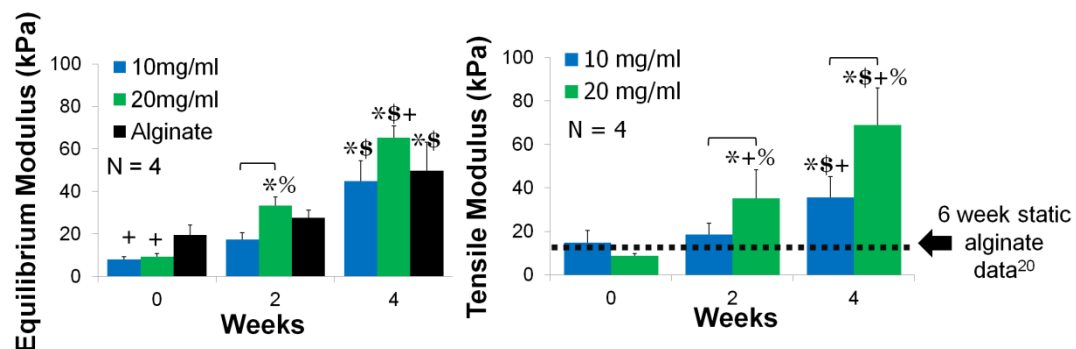 Equilibrium Modulus (kPa)
100
80
60
40
20
0
10mg/ml
20mg/ml
Alginate
N = 4
+
+
*%
*$
*$+
*$
0
2
4
Weeks
Tensile Modulus (kPa)
100
80
60
40
20
0
10 mg/ml
20 mg/ml
N = 4
*+%
*$+
*$+%
0
2
4
Weeks
6 week static
alginate
data20